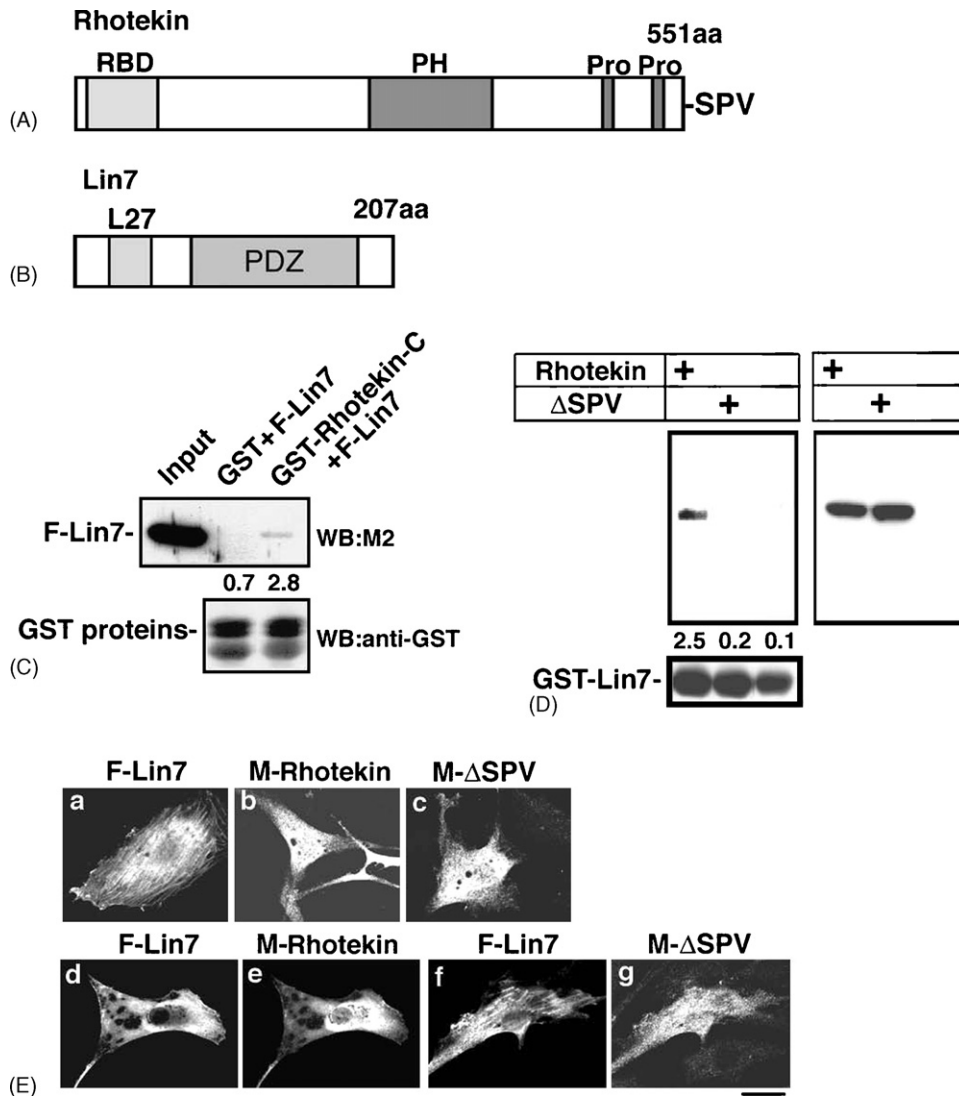 Rhotekin
551aa
RBD PH Pro Pro
-SPV
(A)
Lin7
207aa
L27
PDZ
(B)
Input
GST+F-Lin7
GST-Rhotekin-C
+F-Lin7
F-Lin7-
WB:M2
0.7 2.8
GST proteins-
WB:anti-GST
(C)
Rhotekin + +
ΔSPV + +
2.5 0.2 0.1
GST-Lin7-
(D)
F-Lin7 M-Rhotekin M-ΔSPV
a b c
F-Lin7 M-Rhotekin F-Lin7 M-ΔSPV
d e f g
(E)